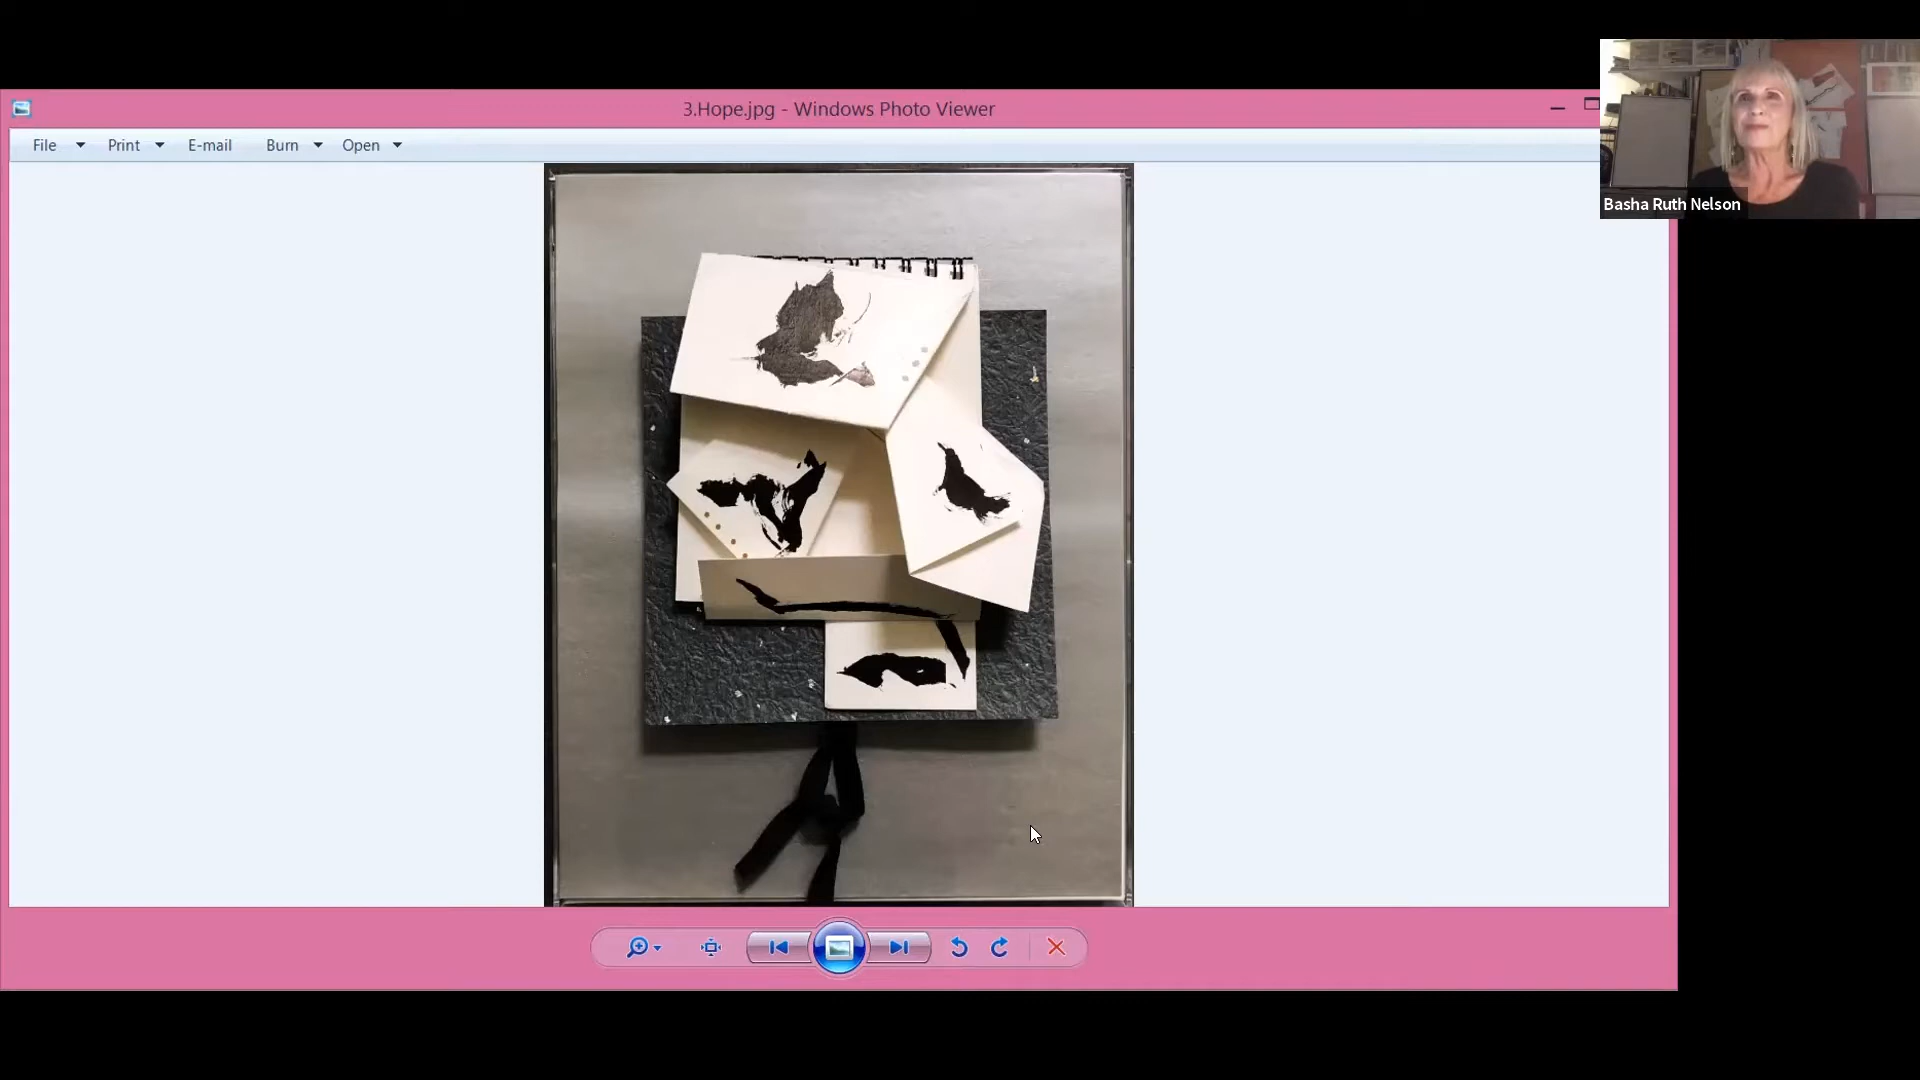 3.Hope.jpg - Windows Photo Viewer
File Print E-mail Burn Open
Basha Ruth Nelson